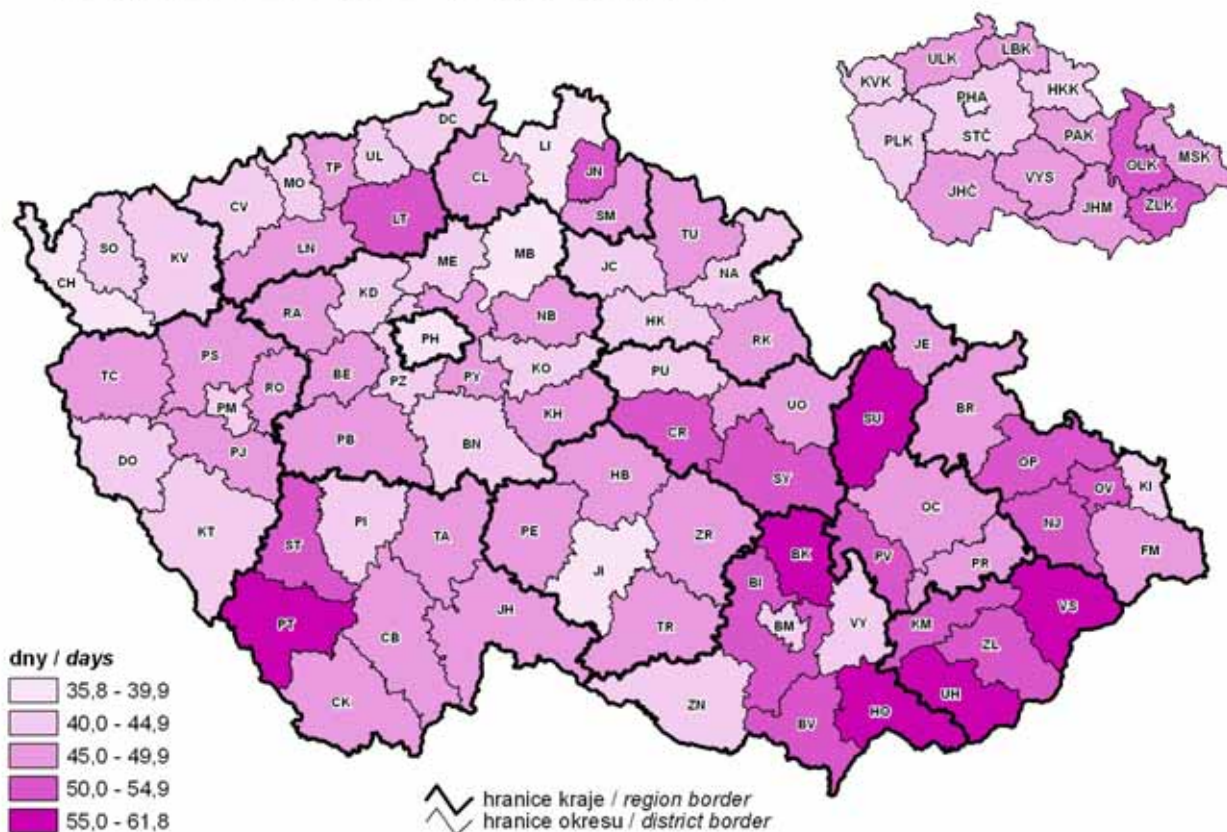 ULK LBK
KVK PHA HKK
STČ
PLK PAK OLK MSK
JHČ VYS JHM ZLK
DC
LI
TP UL JN
MO CL
CV LT SM
SO LN TU
KV ME MB
CH JC NA
KD
RA NB HK
PH RK JE
PS KO
TC BE PZ PY PU
RO UO BR
PM SU
KH CR
PB BN
DO PJ OP
HB SY OV KI
OC
PI NJ
KT ST TA PE ZR
BK FM
JI PV PR
BI
PT JH BM VY VS
CB TR KM
ZL
UH
CK ZN HO
BV
dny / days
35,8 - 39,9
40,0 - 44,9
45,0 - 49,9
50,0 - 54,9
55,0 - 61,8
hranice kraje / region border
hranice okresu / district border